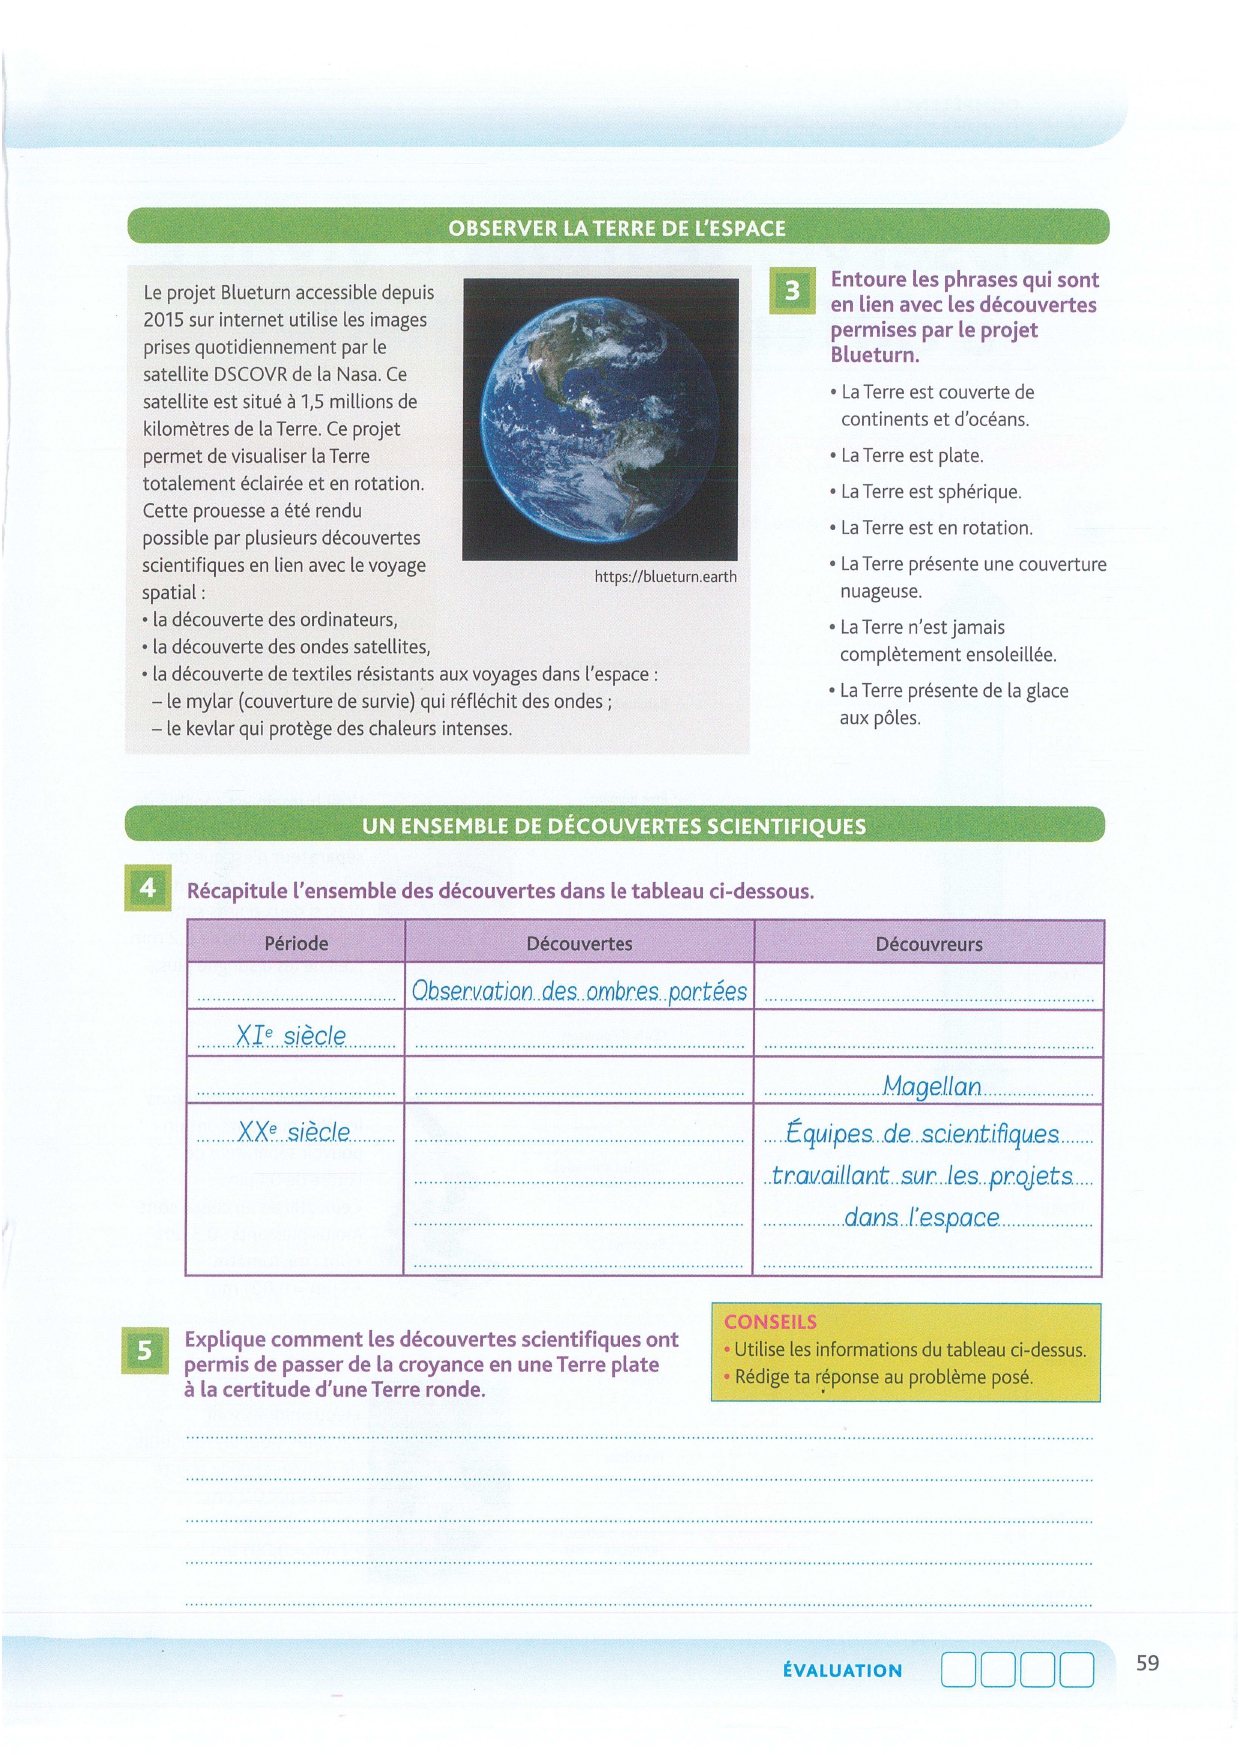 OBSERVER LA TERRE DE L'ESPACE
Le projet Blueturn accessible depuis
2015 sur internet utilise les images
prises quotidiennement par le
satellite DSCOVR de la Nasa. Ce
satellite est situé à 1,5 millions de
kilomètres de la Terre. Ce projet
permet de visualiser la Terre
totalement éclairée et en rotation.
Cette prouesse a été rendu
possible par plusieurs découvertes
scientifiques en lien avec le voyage
spatial :
• la découverte des ordinateurs,
• la découverte des ondes satellites,
• la découverte de textiles résistants aux voyages dans l'espace :
– le mylar (couverture de survie) qui réfléchit des ondes ;
– le kevlar qui protège des chaleurs intenses.
https://blueturn.earth
3 Entoure les phrases qui sont
en lien avec les découvertes
permises par le projet
Blueturn.
• La Terre est couverte de
continents et d'océans.
• La Terre est plate.
• La Terre est sphérique.
• La Terre est en rotation.
• La Terre présente une couverture
nuageuse.
• La Terre n'est jamais
complètement ensoleillée.
• La Terre présente de la glace
aux pôles.
UN ENSEMBLE DE DÉCOUVERTES SCIENTIFIQUES
4 Récapitule l'ensemble des découvertes dans le tableau ci-dessous.
Période Découvertes Découvreurs
Observation des ombres portées
XIe siècle
Magellan
XXe siècle Équipes de scientifiques
travaillant sur les projets
dans l'espace
5 Explique comment les découvertes scientifiques ont
permis de passer de la croyance en une Terre plate
à la certitude d'une Terre ronde.
CONSEILS
• Utilise les informations du tableau ci-dessus.
• Rédige ta réponse au problème posé.
ÉVALUATION
59